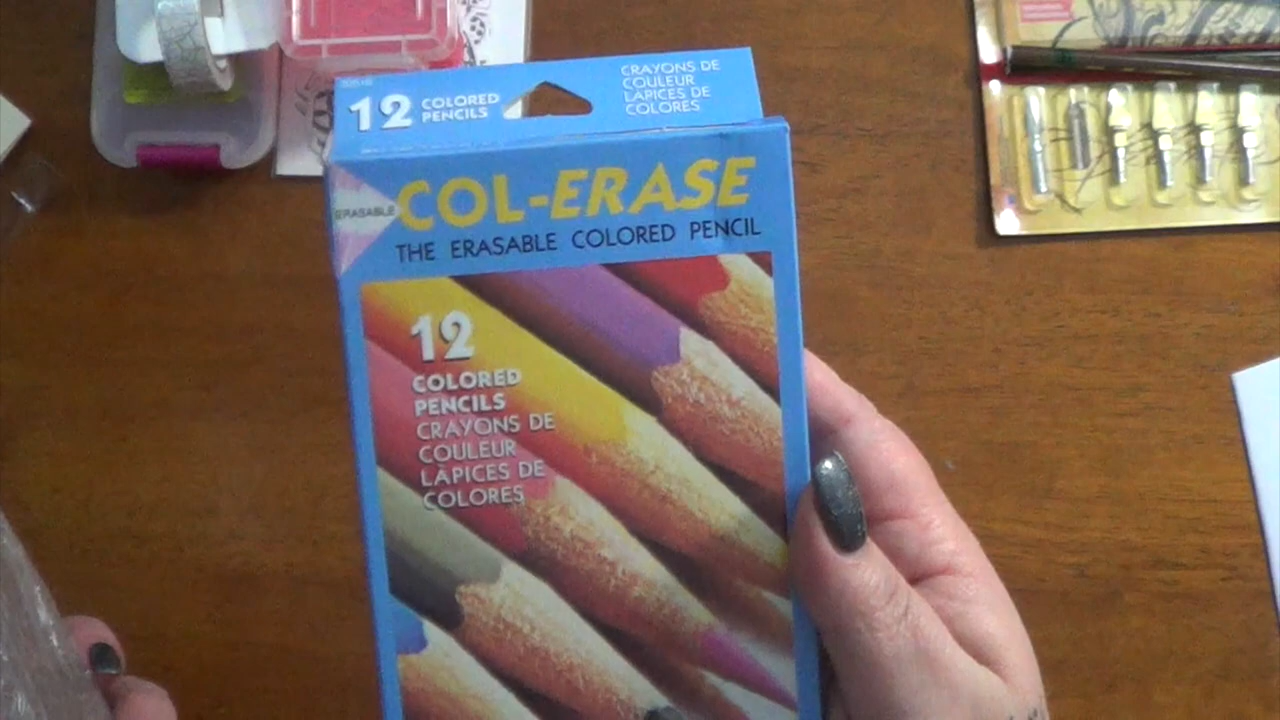 12 COLORED
PENCILS
CRAYONS DE
COULEUR
LÁPICES DE
COLORES
ERASABLE
COL-ERASE
THE ERASABLE COLORED PENCIL
12
COLORED
PENCILS
CRAYONS DE
COULEUR
LÁPICES DE
COLORES